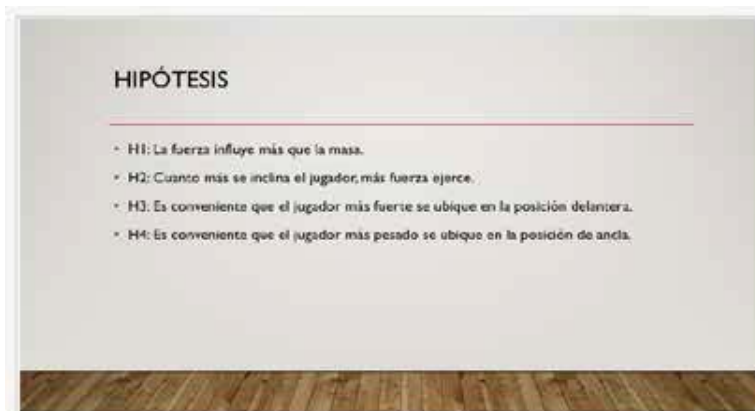 HIPÓTESIS
• H1: La fuerza influye más que la masa.
• H2: Cuanto más se inclina el jugador, más fuerza ejerce.
• H3: Es conveniente que el jugador más fuerte se ubique en la posición delantera.
• H4: Es conveniente que el jugador más pesado se ubique en la posición de ancla.